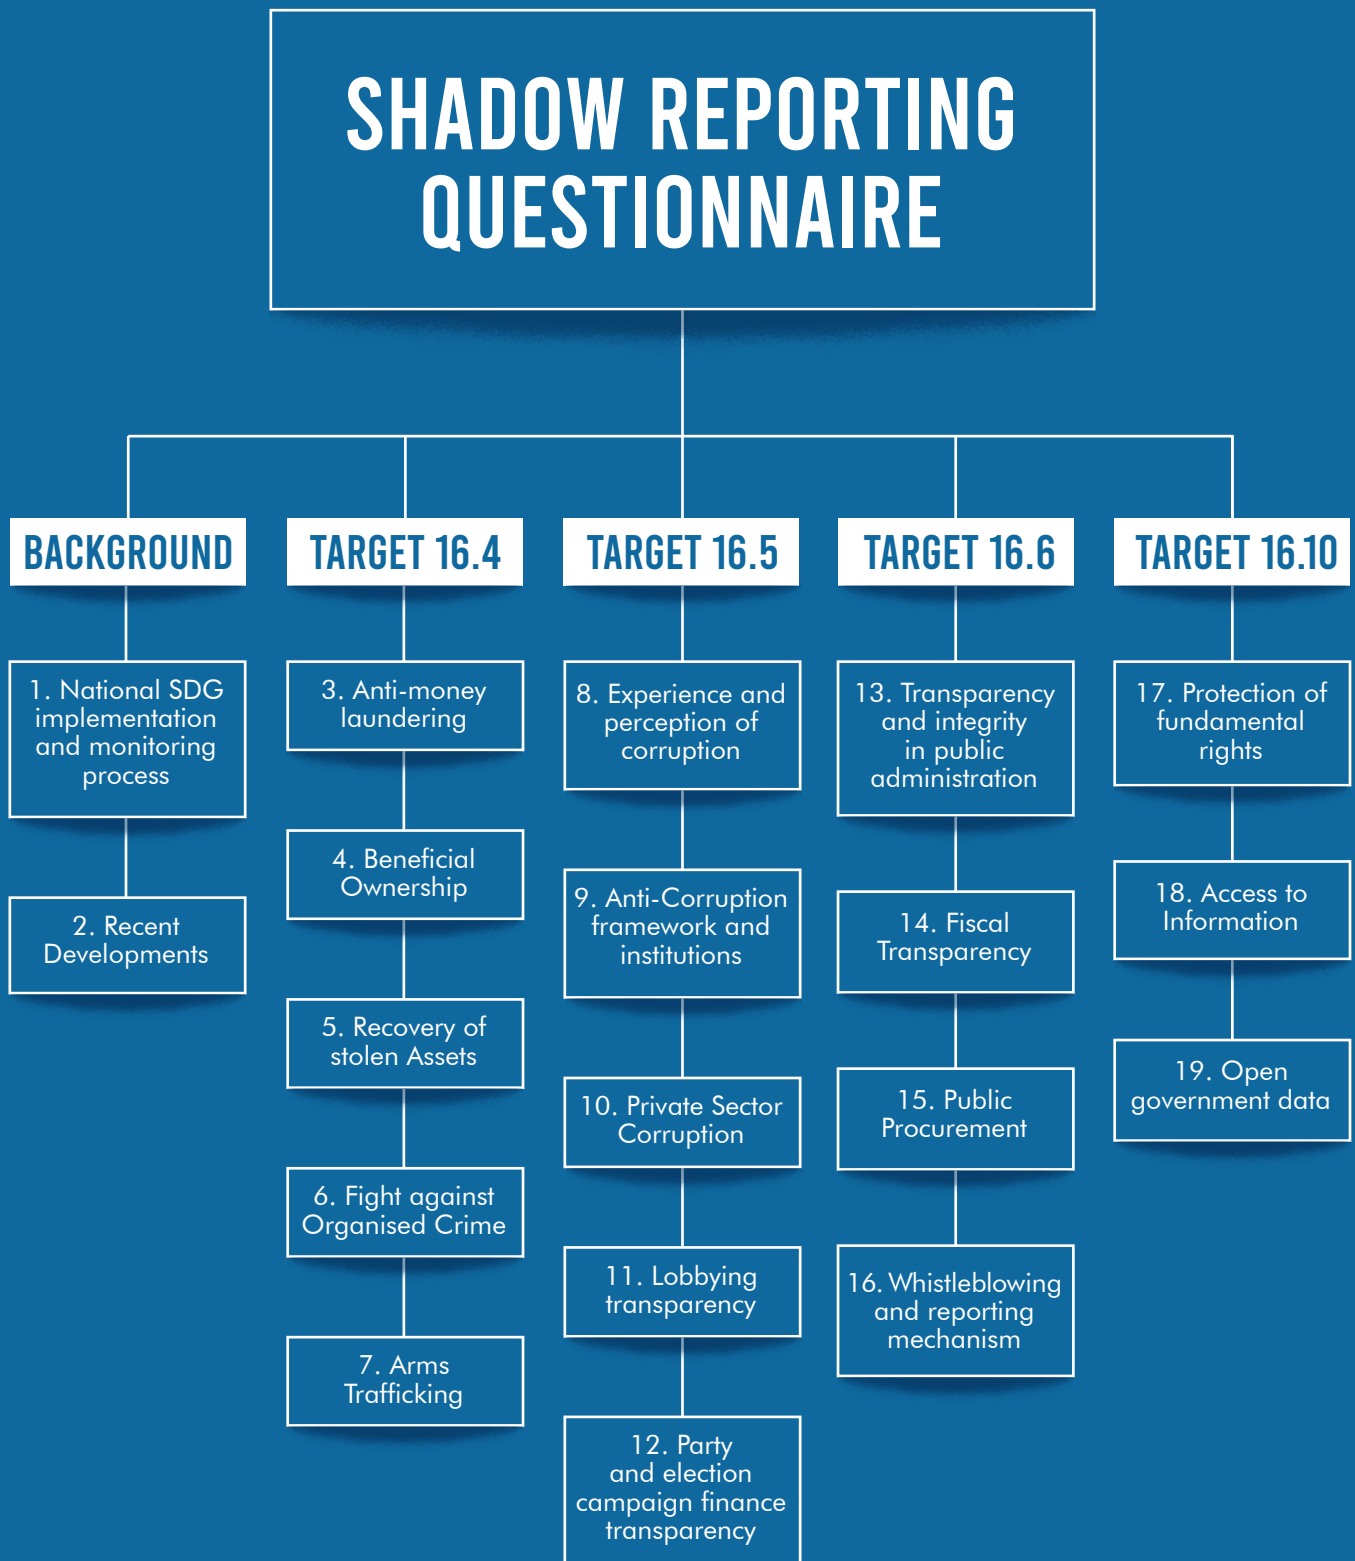 SHADOW REPORTING
QUESTIONNAIRE
BACKGROUND
1. National SDG
implementation
and monitoring
process
2. Recent
Developments
TARGET 16.4
3. Anti-money
laundering
4. Beneficial
Ownership
5. Recovery of
stolen Assets
6. Fight against
Organised Crime
7. Arms
Trafficking
TARGET 16.5
8. Experience and
perception of
corruption
9. Anti-Corruption
framework and
institutions
10. Private Sector
Corruption
11. Lobbying
transparency
12. Party
and election
campaign finance
transparency
TARGET 16.6
13. Transparency
and integrity
in public
administration
14. Fiscal
Transparency
15. Public
Procurement
16. Whistleblowing
and reporting
mechanism
TARGET 16.10
17. Protection of
fundamental
rights
18. Access to
Information
19. Open
government data